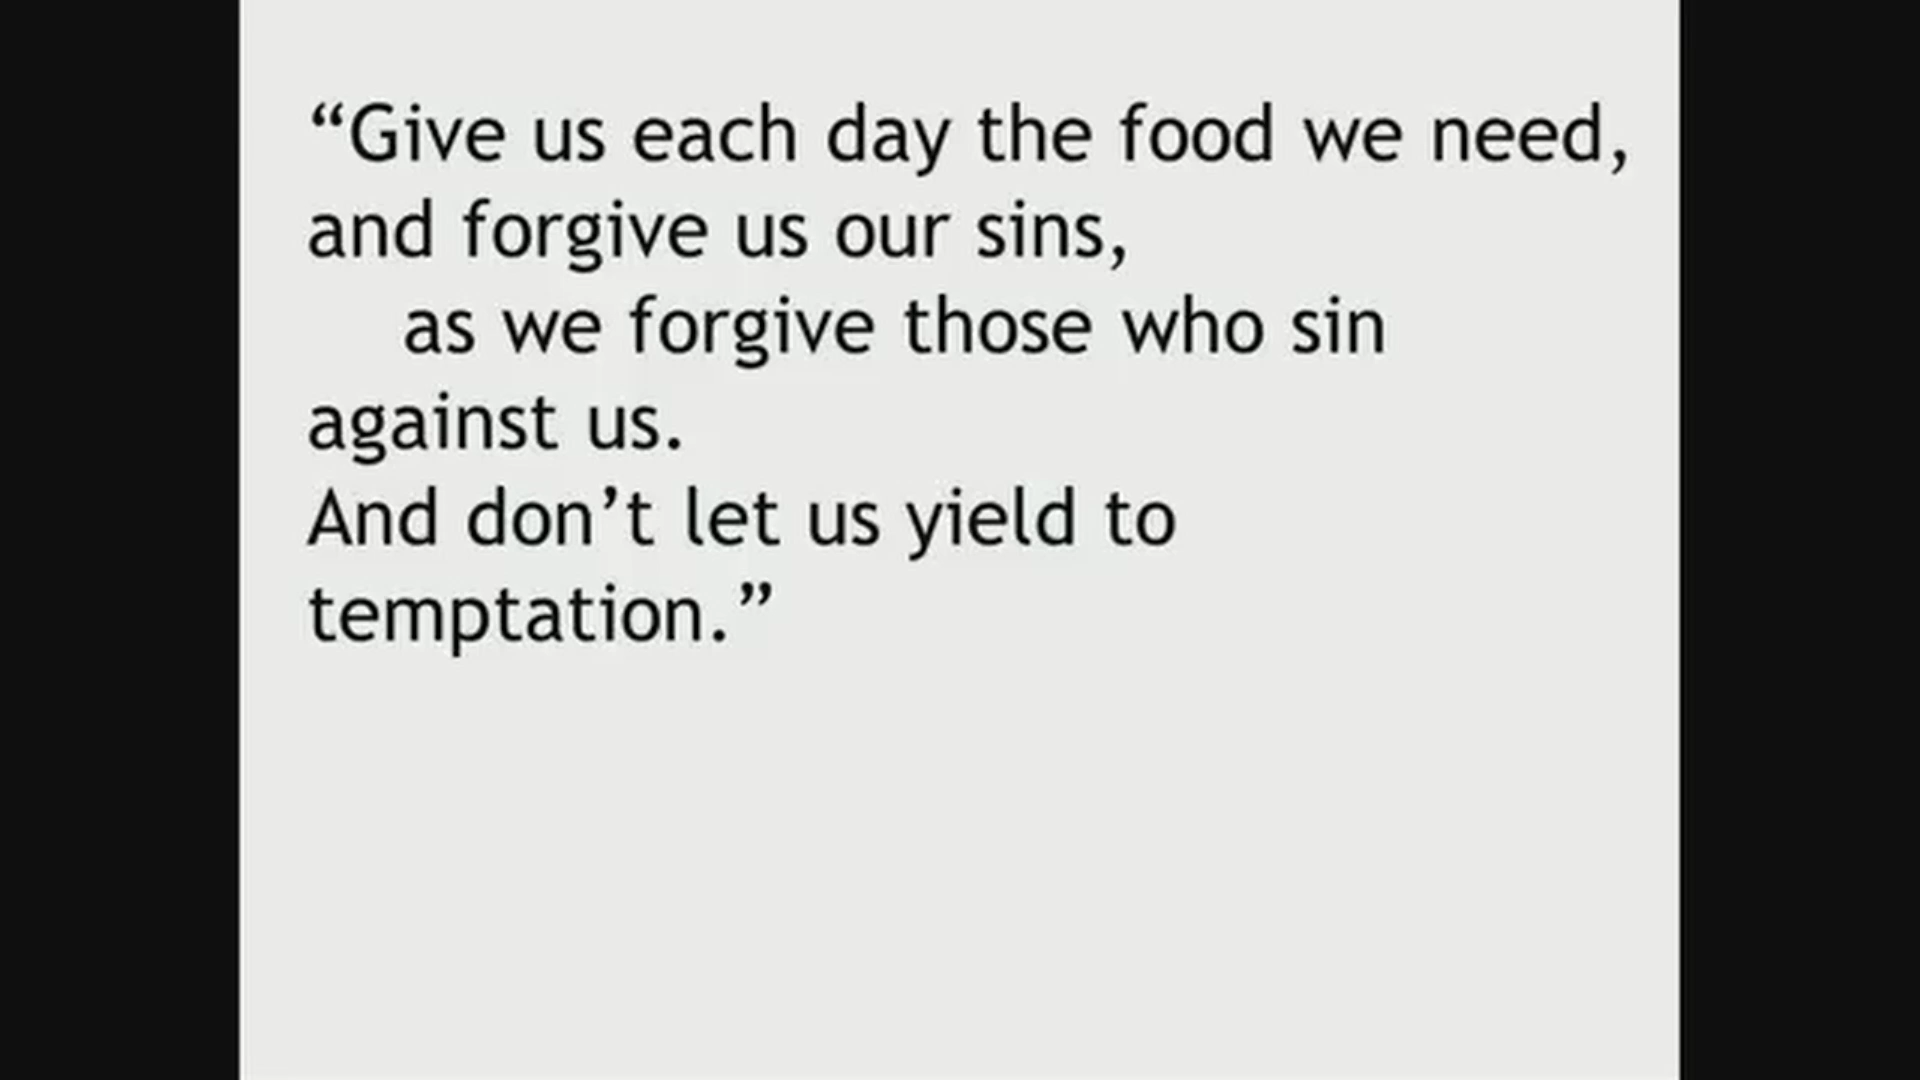 “Give us each day the food we need,
and forgive us our sins,
as we forgive those who sin
against us.
And don’t let us yield to
temptation.”